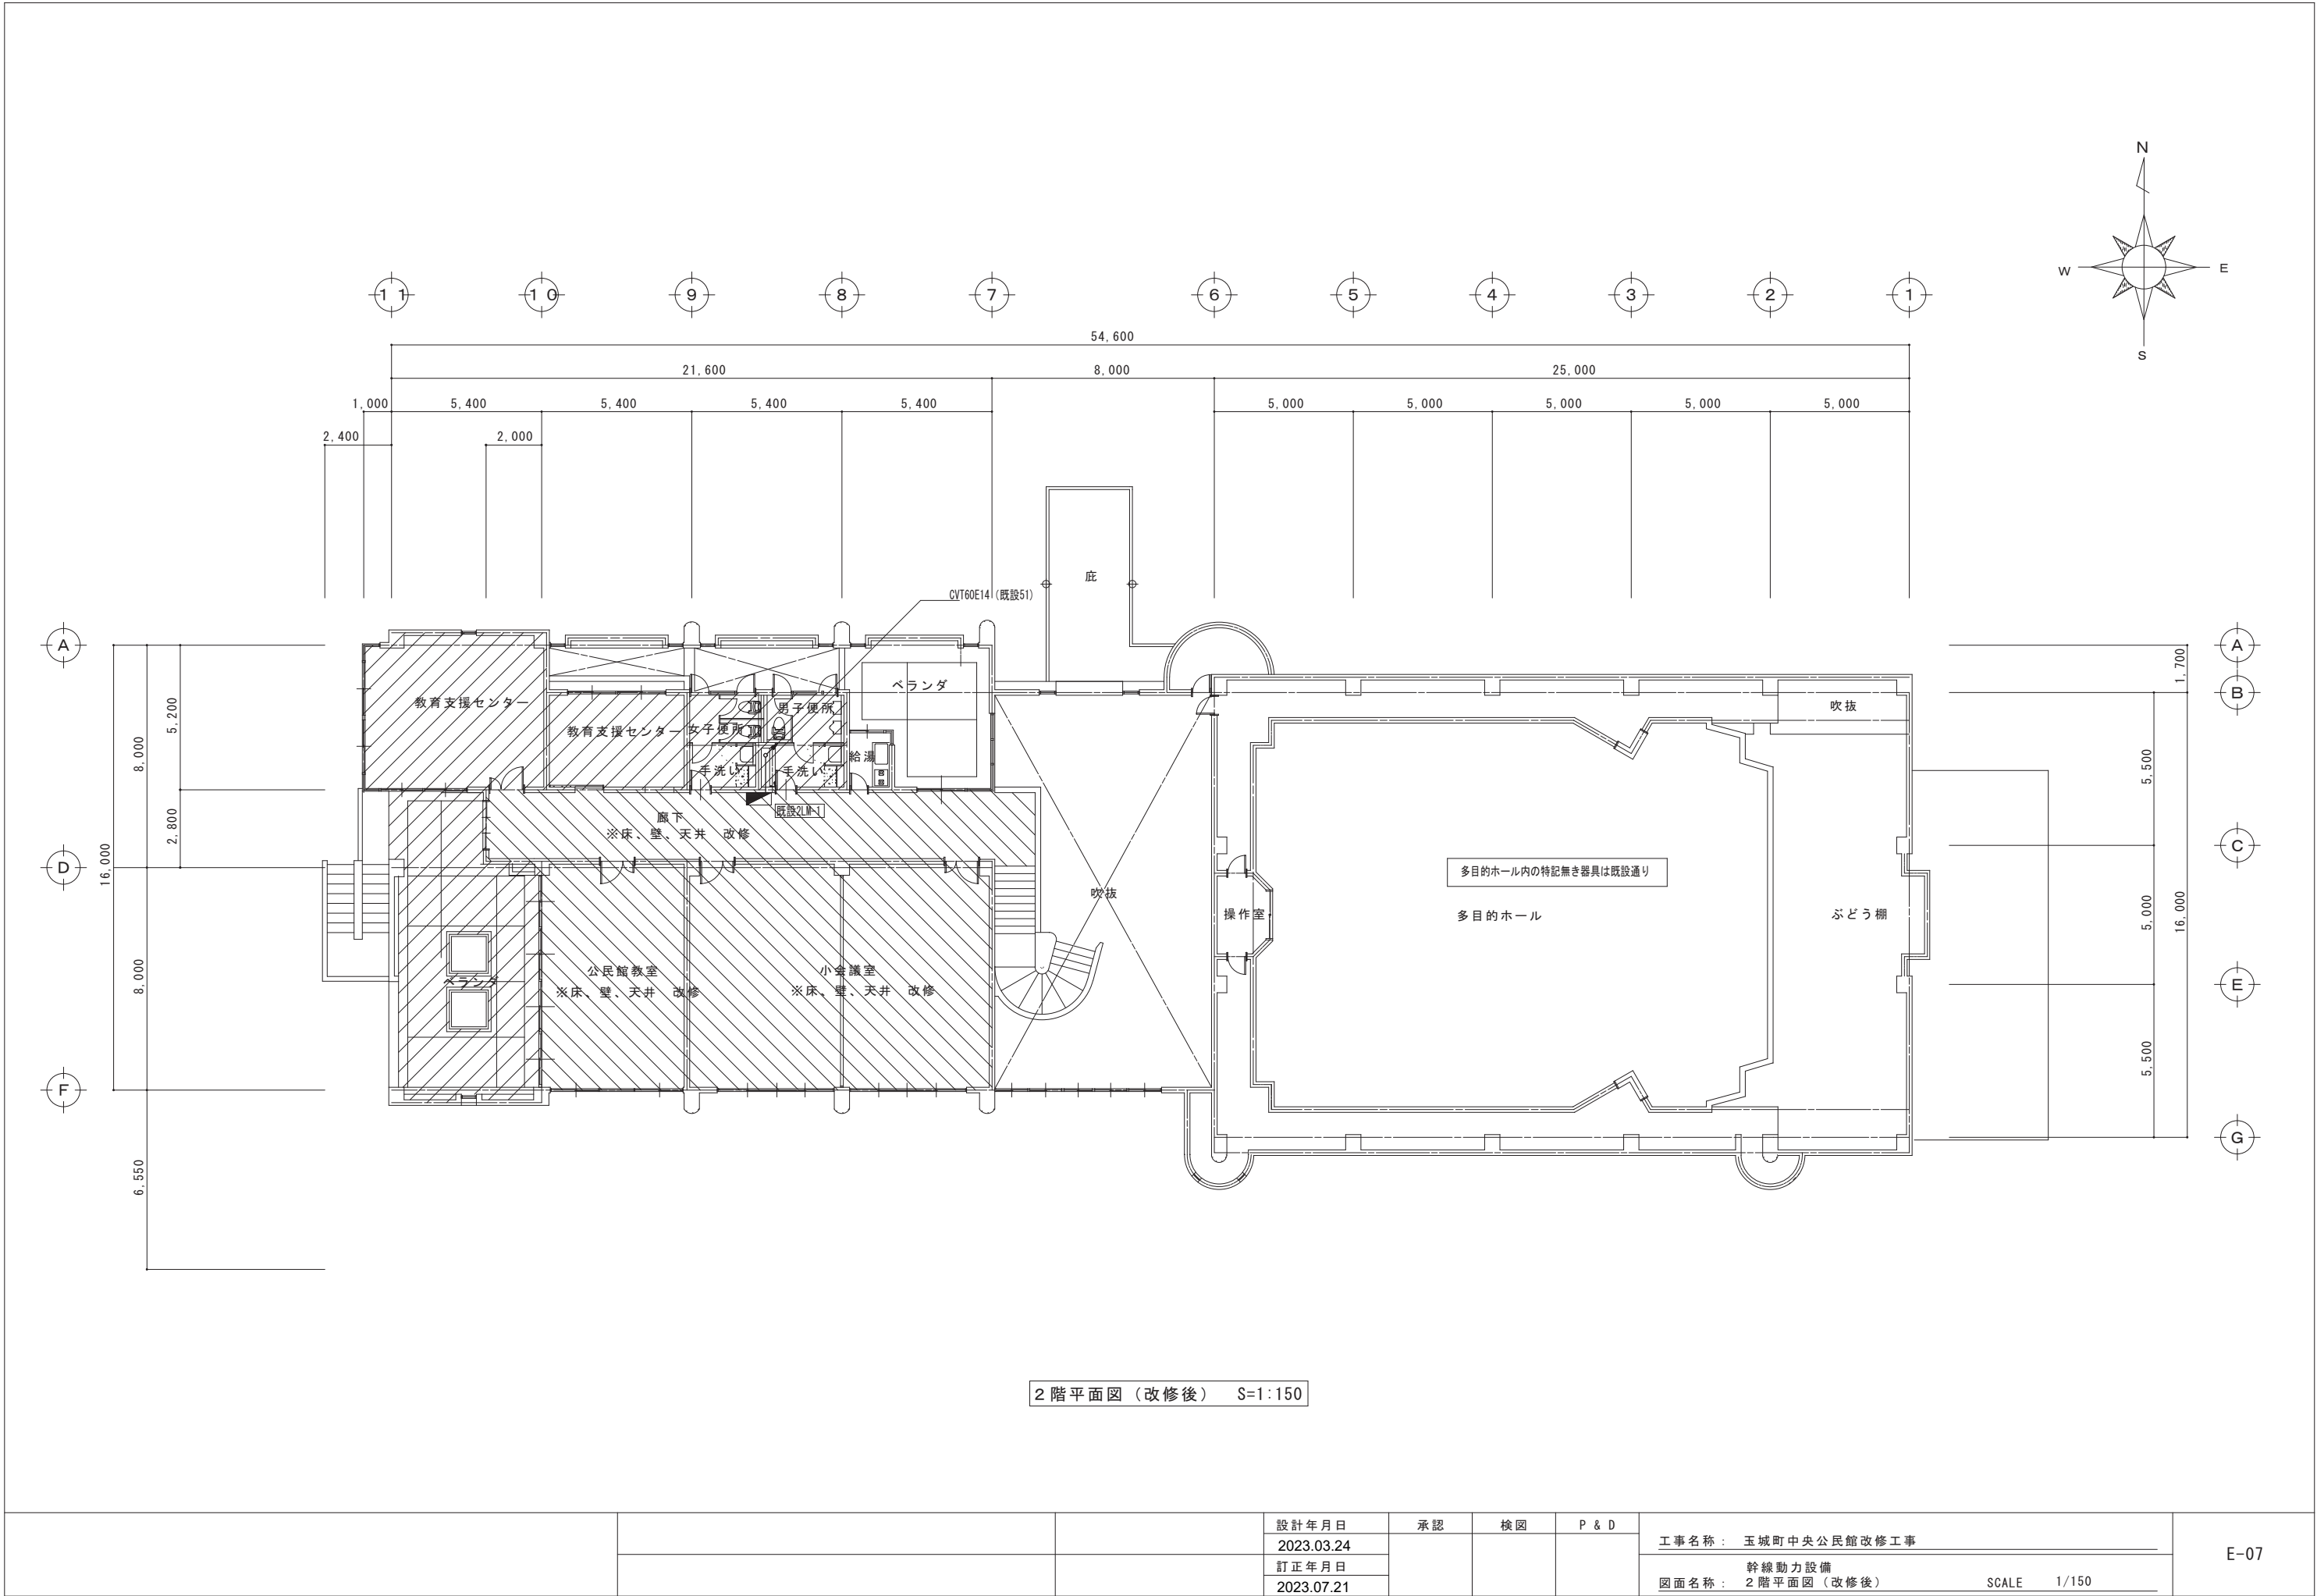 N
W
E
S
11
10
9
8
7
6
5
4
3
2
1
54,600
21,600
8,000
25,000
1,000
5,400
5,400
5,400
5,400
5,000
5,000
5,000
5,000
5,000
2,400
2,000
庇
CVT60E14(既設51)
A
A
B
C
D
E
F
G
16,000
8,000
5,200
2,800
8,000
6,550
1,700
5,500
5,000
16,000
5,500
教育支援センター
教育支援センター
女子便所
男子便所
ベランダ
手洗い
手洗い
給湯
既設2LM-1
廊下
※床、壁、天井 改修
吹抜
吹抜
操作室
多目的ホール内の特記無き器具は既設通り
多目的ホール
ぶどう棚
ベランダ
公民館教室
※床、壁、天井 改修
小会議室
※床、壁、天井 改修
2階平面図(改修後) S=1:150
設計年月日
2023.03.24
訂正年月日
2023.07.21
承認
検図
P & D
工事名称: 玉城町中央公民館改修工事
幹線動力設備
図面名称: 2階平面図(改修後) SCALE 1/150
E-07